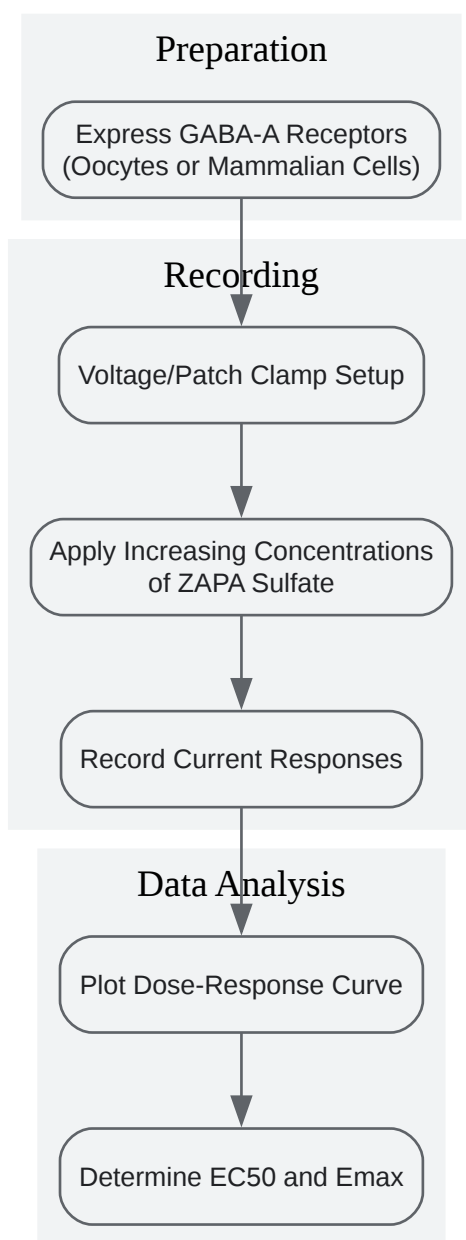 Preparation
Express GABA-A Receptors
(Oocytes or Mammalian Cells)
Recording
Voltage/Patch Clamp Setup
Apply Increasing Concentrations
of ZAPA Sulfate
Record Current Responses
Data Analysis
Plot Dose-Response Curve
Determine EC50 and Emax